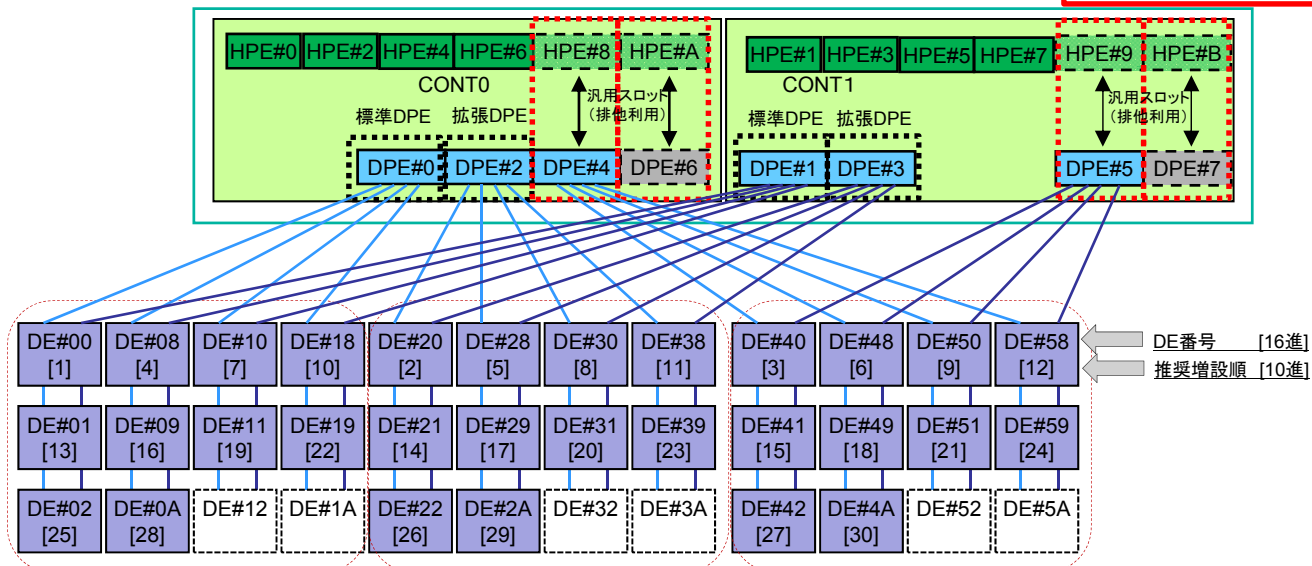 HPE#0 HPE#2 HPE#4 HPE#6 HPE#8 HPE#A
HPE#1 HPE#3 HPE#5 HPE#7 HPE#9 HPE#B
CONT0
CONT1
汎用スロット
(排他利用)
汎用スロット
(排他利用)
標準DPE 拡張DPE
標準DPE 拡張DPE
DPE#0 DPE#2 DPE#4 DPE#6
DPE#1 DPE#3 DPE#5 DPE#7
DE#00 DE#08 DE#10 DE#18 DE#20 DE#28 DE#30 DE#38 DE#40 DE#48 DE#50 DE#58
[1] [4] [7] [10] [2] [5] [8] [11] [3] [6] [9] [12]
DE番号 [16進]
推奨増設順 [10進]
DE#01 DE#09 DE#11 DE#19 DE#21 DE#29 DE#31 DE#39 DE#41 DE#49 DE#51 DE#59
[13] [16] [19] [22] [14] [17] [20] [23] [15] [18] [21] [24]
DE#02 DE#0A DE#12 DE#1A DE#22 DE#2A DE#32 DE#3A DE#42 DE#4A DE#52 DE#5A
[25] [28] [26] [29] [27] [30]